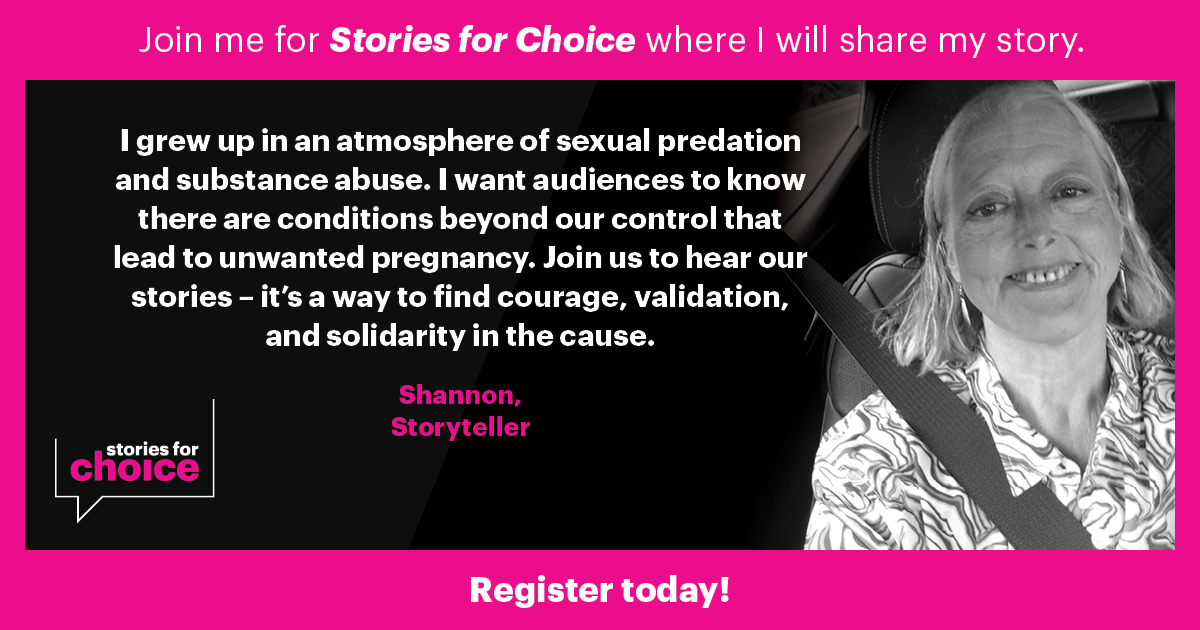 Join me for Stories for Choice where I will share my story.
I grew up in an atmosphere of sexual predation
and substance abuse. I want audiences to know
there are conditions beyond our control that
lead to unwanted pregnancy. Join us to hear our
stories – it’s a way to find courage, validation,
and solidarity in the cause.
Shannon,
Storyteller
stories for
choice
Register today!